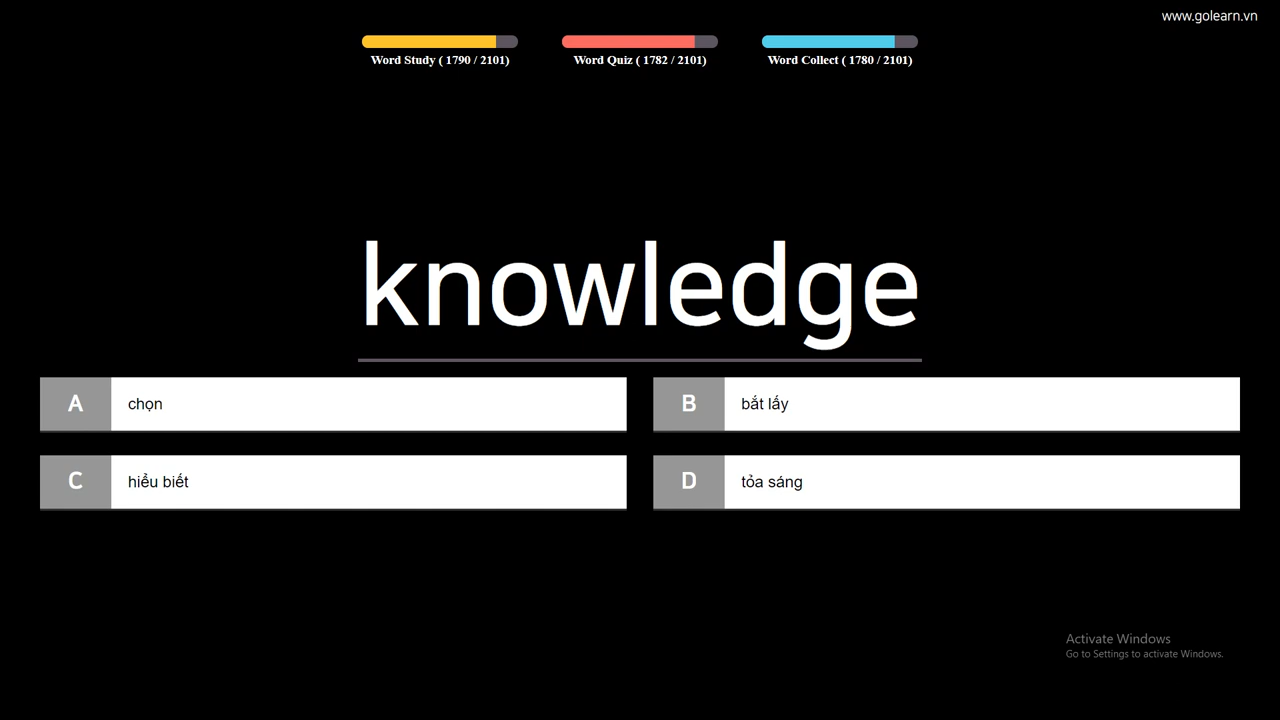 www.golearn.vn
Word Study ( 1790 / 2101)
Word Quiz ( 1782 / 2101)
Word Collect ( 1780 / 2101)
knowledge
A chọn
B bắt lấy
C hiểu biết
D tỏa sáng
Activate Windows
Go to Settings to activate Windows.